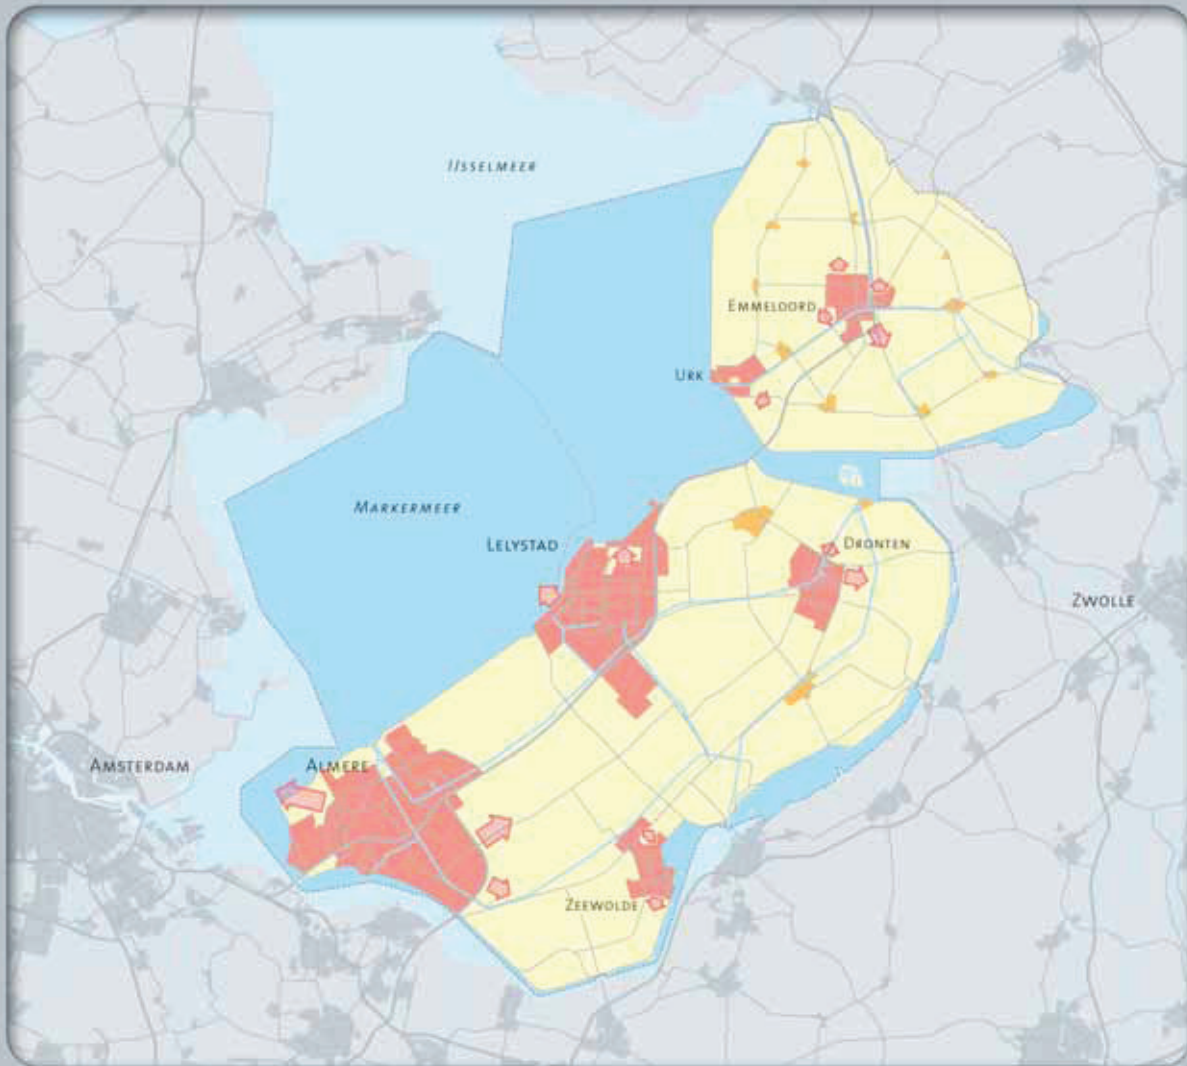 IJSSELMEER
EMMELOORD
URK
MARKERMEER
LELYSTAD
DRONTEN
ZWOLLE
AMSTERDAM
ALMERE
ZEEWOLDE